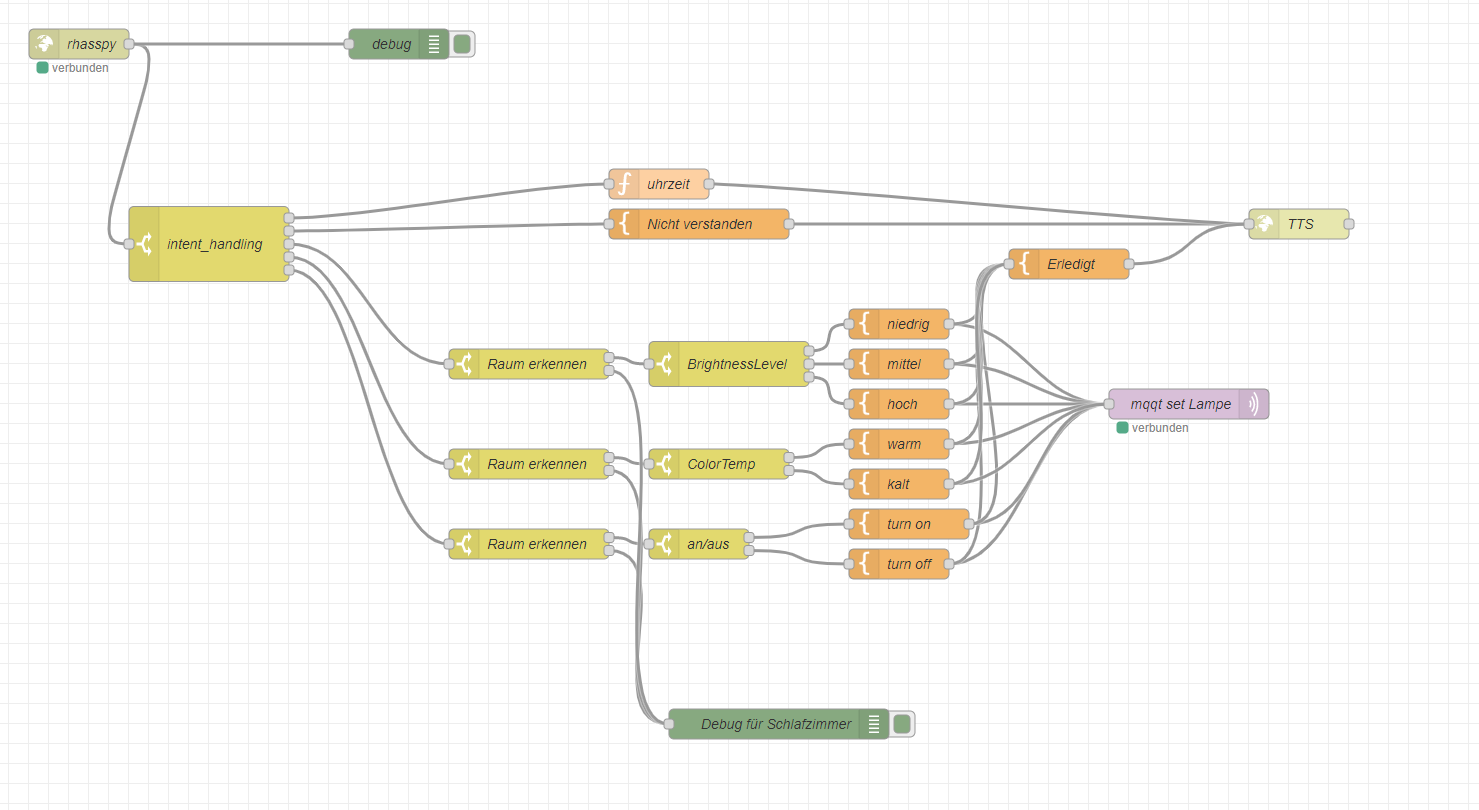 rhasspy
debug
verbunden
uhrzeit
Nicht verstanden
TTS
intent_handling
Erledigt
niedrig
Raum erkennen
BrightnessLevel
mittel
hoch
mqqt set Lampe
verbunden
warm
Raum erkennen
ColorTemp
kalt
turn on
Raum erkennen
an/aus
turn off
Debug für Schlafzimmer